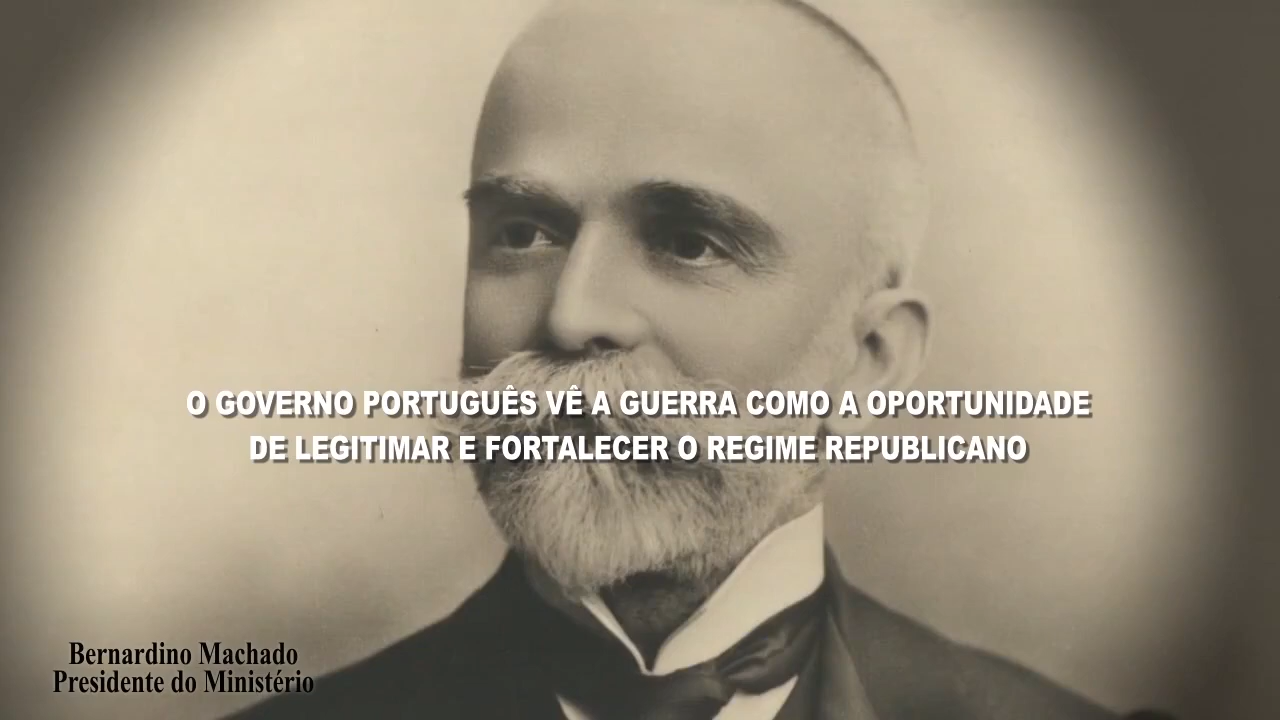 O GOVERNO PORTUGUÊS VÊ A GUERRA COMO A OPORTUNIDADE
DE LEGITIMAR E FORTALECER O REGIME REPUBLICANO
Bernardino Machado
Presidente do Ministério